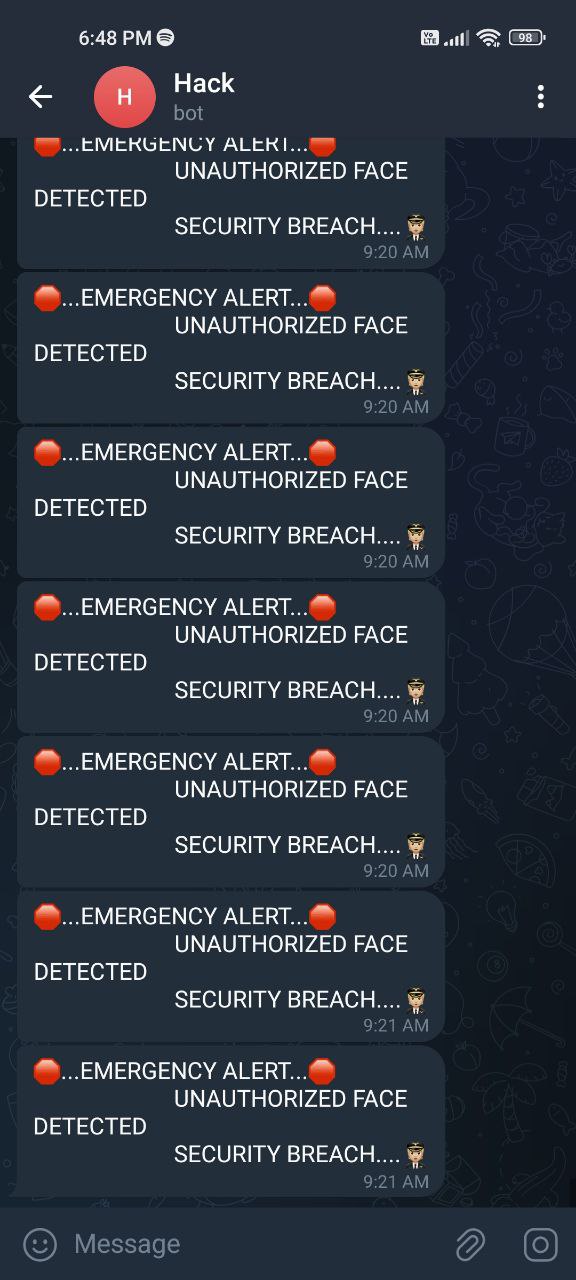 6:48 PM
Vo LTE
98
H
Hack
bot
...EMERGENCY ALERT...
UNAUTHORIZED FACE
DETECTED
SECURITY BREACH....
9:20 AM
...EMERGENCY ALERT...
UNAUTHORIZED FACE
DETECTED
SECURITY BREACH....
9:20 AM
...EMERGENCY ALERT...
UNAUTHORIZED FACE
DETECTED
SECURITY BREACH....
9:20 AM
...EMERGENCY ALERT...
UNAUTHORIZED FACE
DETECTED
SECURITY BREACH....
9:20 AM
...EMERGENCY ALERT...
UNAUTHORIZED FACE
DETECTED
SECURITY BREACH....
9:20 AM
...EMERGENCY ALERT...
UNAUTHORIZED FACE
DETECTED
SECURITY BREACH....
9:21 AM
...EMERGENCY ALERT...
UNAUTHORIZED FACE
DETECTED
SECURITY BREACH....
9:21 AM
Message